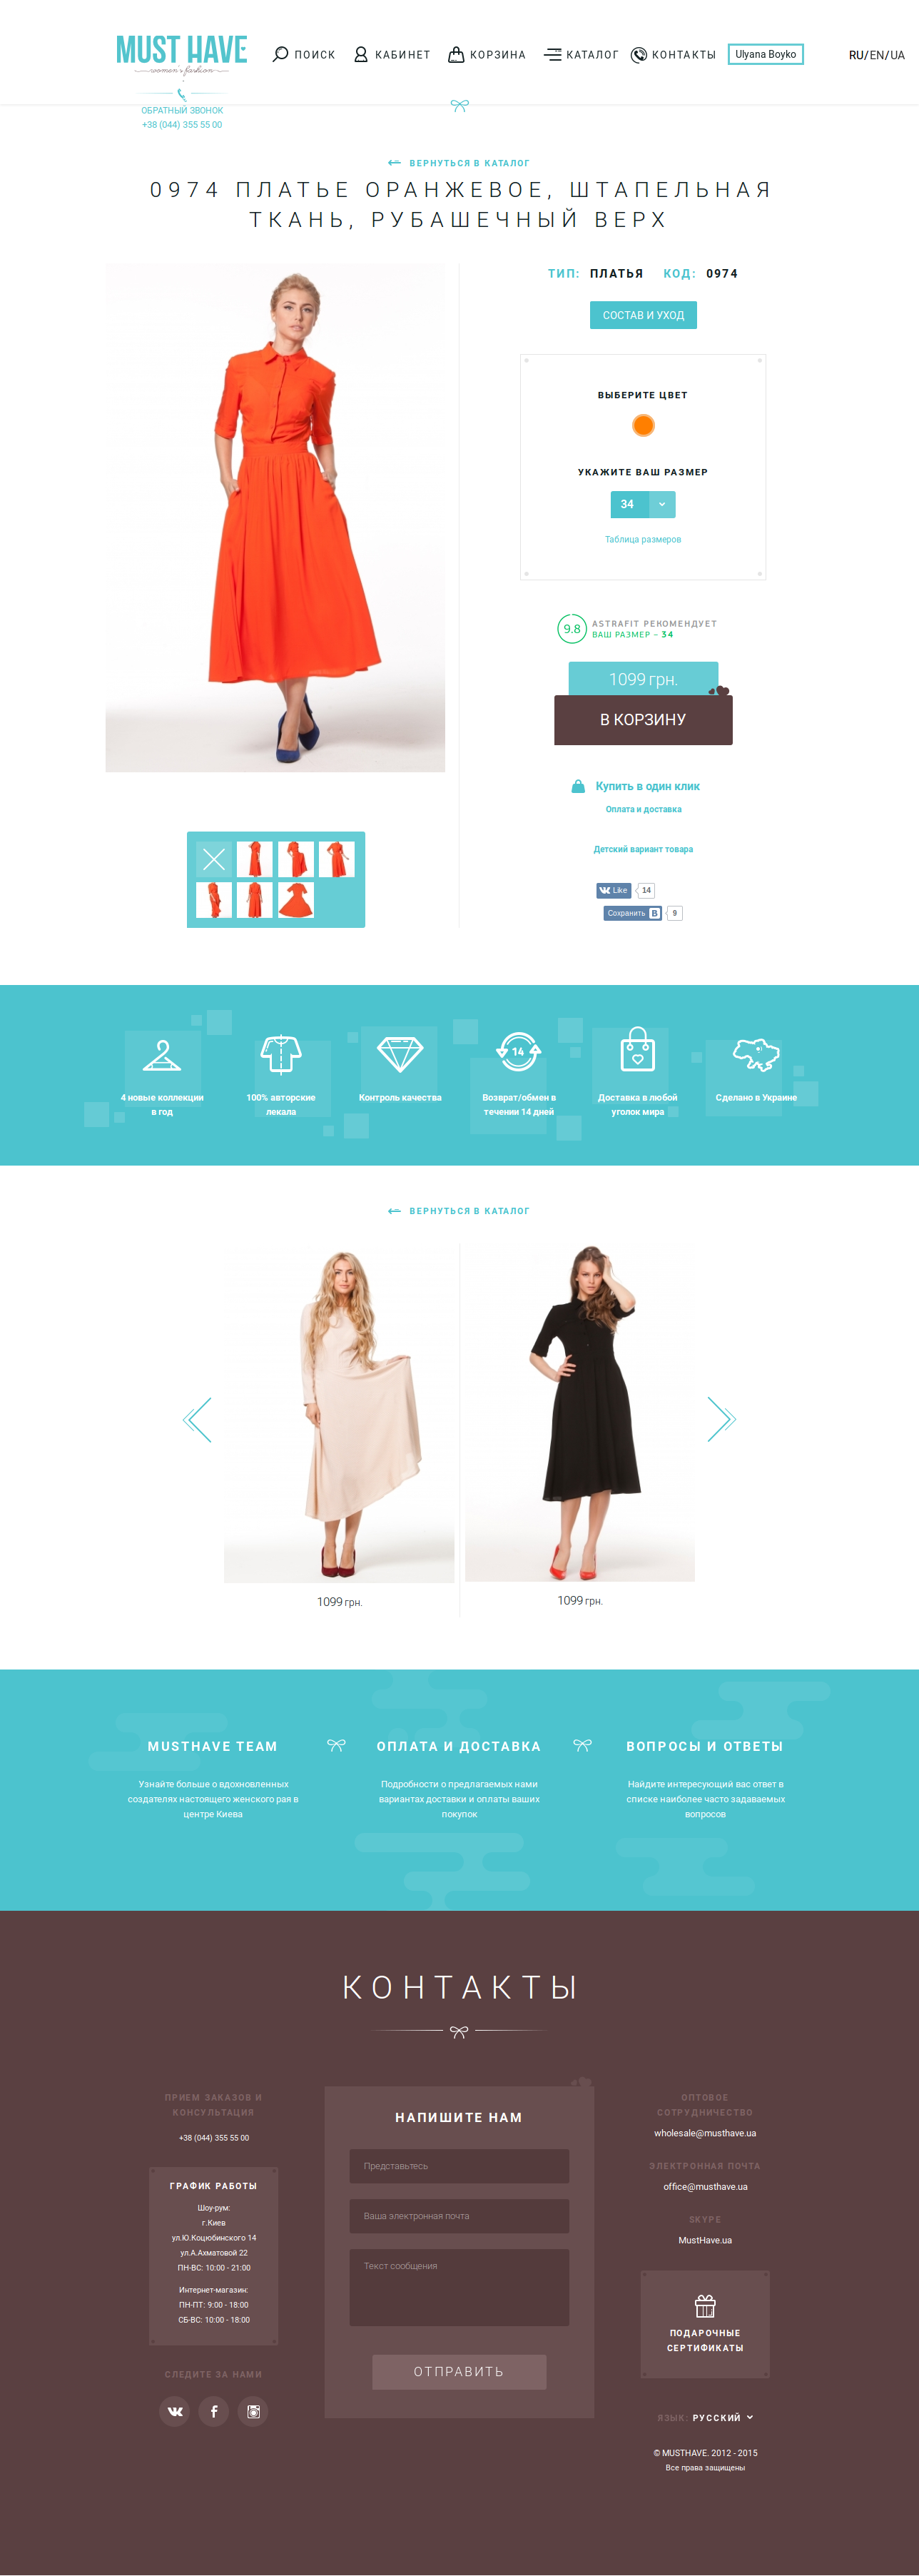 MUST HAVE
women's fashion
ПОИСК
КАБИНЕТ
КОРЗИНА
КАТАЛОГ
КОНТАКТЫ
Ulyana Boyko
RU/EN/UA
ОБРАТНЫЙ ЗВОНОК
+38 (044) 355 55 00
ВЕРНУТЬСЯ В КАТАЛОГ
0974 ПЛАТЬЕ ОРАНЖЕВОЕ, ШТАПЕЛЬНАЯ
ТКАНЬ, РУБАШЕЧНЫЙ ВЕРХ
ТИП: ПЛАТЬЯ КОД: 0974
СОСТАВ И УХОД
ВЫБЕРИТЕ ЦВЕТ
УКАЖИТЕ ВАШ РАЗМЕР
34
Таблица размеров
9.8
ASTRAFIT РЕКОМЕНДУЕТ
ВАШ РАЗМЕР – 34
1099 грн.
В КОРЗИНУ
Купить в один клик
Оплата и доставка
Детский вариант товара
Like 14
Сохранить B 9
4 новые коллекции
в год
100% авторские
лекала
Контроль качества
14
Возврат/обмен в
течении 14 дней
Доставка в любой
уголок мира
Сделано в Украине
ВЕРНУТЬСЯ В КАТАЛОГ
1099 грн.
1099 грн.
MUSTHAVE TEAM
Узнайте больше о вдохновленных
создателях настоящего женского рая в
центре Киева
ОПЛАТА И ДОСТАВКА
Подробности о предлагаемых нами
вариантах доставки и оплаты ваших
покупок
ВОПРОСЫ И ОТВЕТЫ
Найдите интересующий вас ответ в
списке наиболее часто задаваемых
вопросов
КОНТАКТЫ
ПРИЕМ ЗАКАЗОВ И
КОНСУЛЬТАЦИЯ
+38 (044) 355 55 00
ГРАФИК РАБОТЫ
Шоу-рум:
г.Киев
ул.Ю.Коцюбинского 14
ул.А.Ахматовой 22
ПН-ВС: 10:00 - 21:00
Интернет-магазин:
ПН-ПТ: 9:00 - 18:00
СБ-ВС: 10:00 - 18:00
СЛЕДИТЕ ЗА НАМИ
НАПИШИТЕ НАМ
Представьтесь
Ваша электронная почта
Текст сообщения
ОТПРАВИТЬ
ОПТОВОЕ
СОТРУДНИЧЕСТВО
wholesale@musthave.ua
ЭЛЕКТРОННАЯ ПОЧТА
office@musthave.ua
SKYPE
MustHave.ua
ПОДАРОЧНЫЕ
СЕРТИФИКАТЫ
ЯЗЫК: РУССКИЙ
© MUSTHAVE. 2012 - 2015
Все права защищены